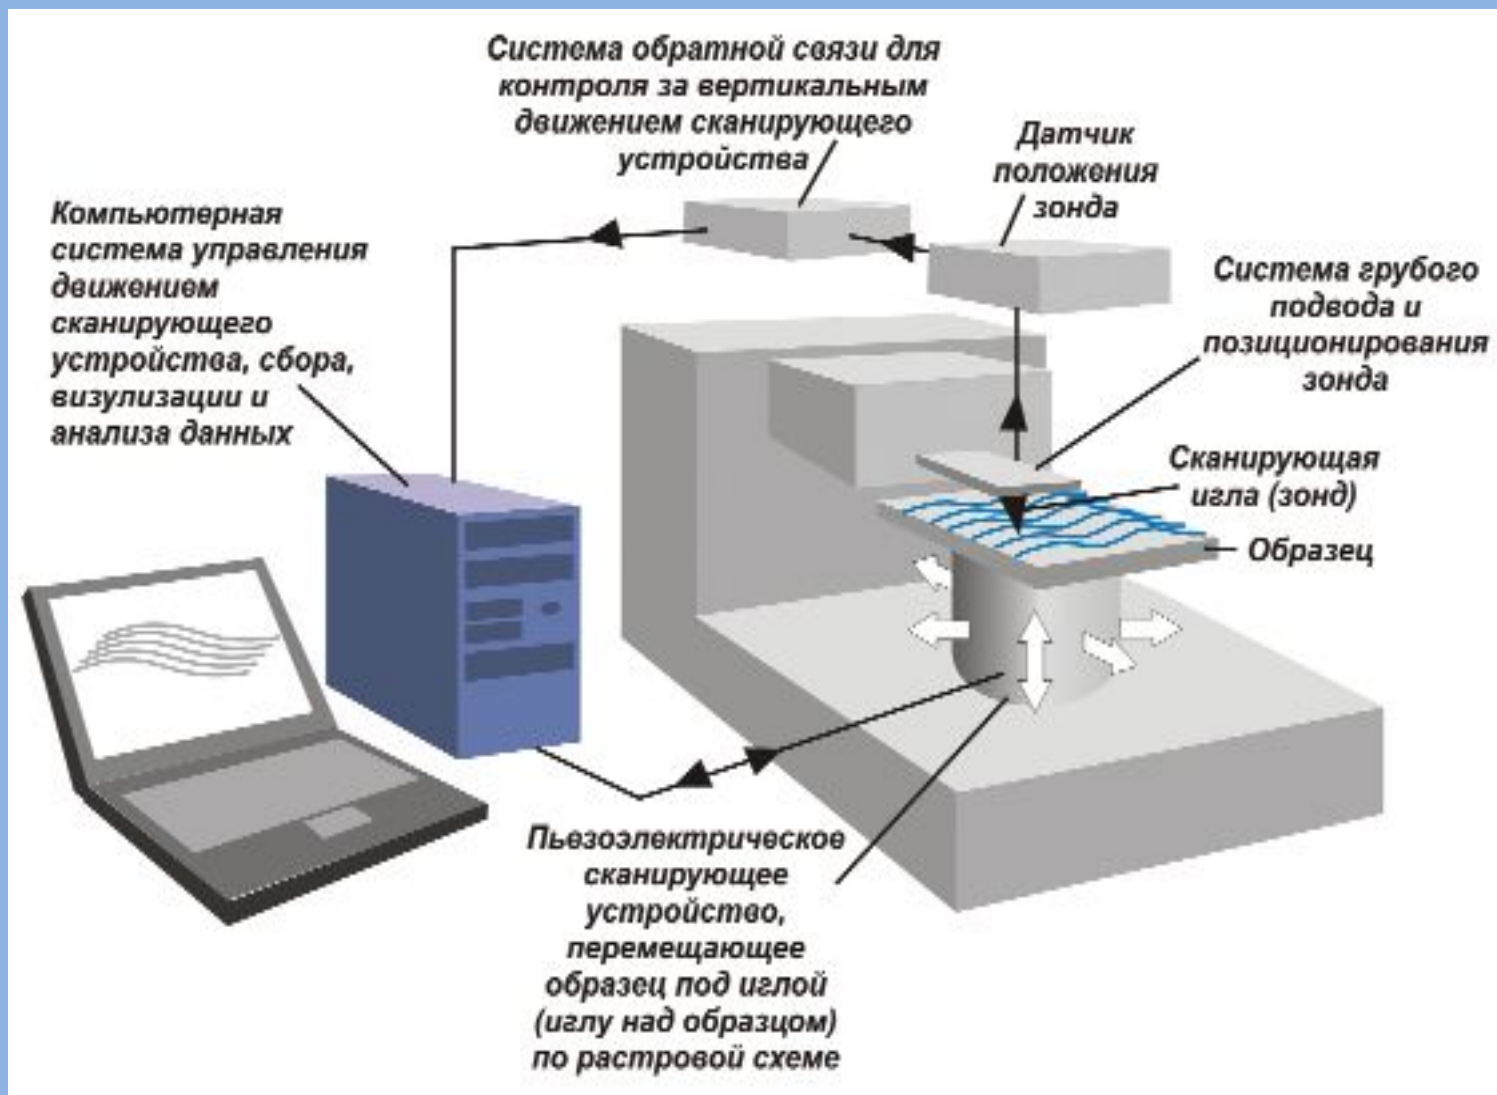 Система обратной связи для
контроля за вертикальным
движением сканирующего
устройства
Датчик
положения
зонда
Компьютерная
система управления
движением
сканирующего
устройства, сбора,
визулизации и
анализа данных
Система грубого
подвода и
позиционирования
зонда
Сканирующая
игла (зонд)
Образец
Пьезоэлектрическое
сканирующее
устройство,
перемещающее
образец под иглой
(иглу над образцом)
по растровой схеме